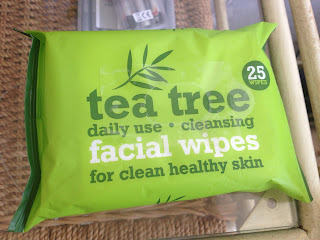 25
WIPES
tea tree
daily use • cleansing
facial wipes
for clean healthy skin